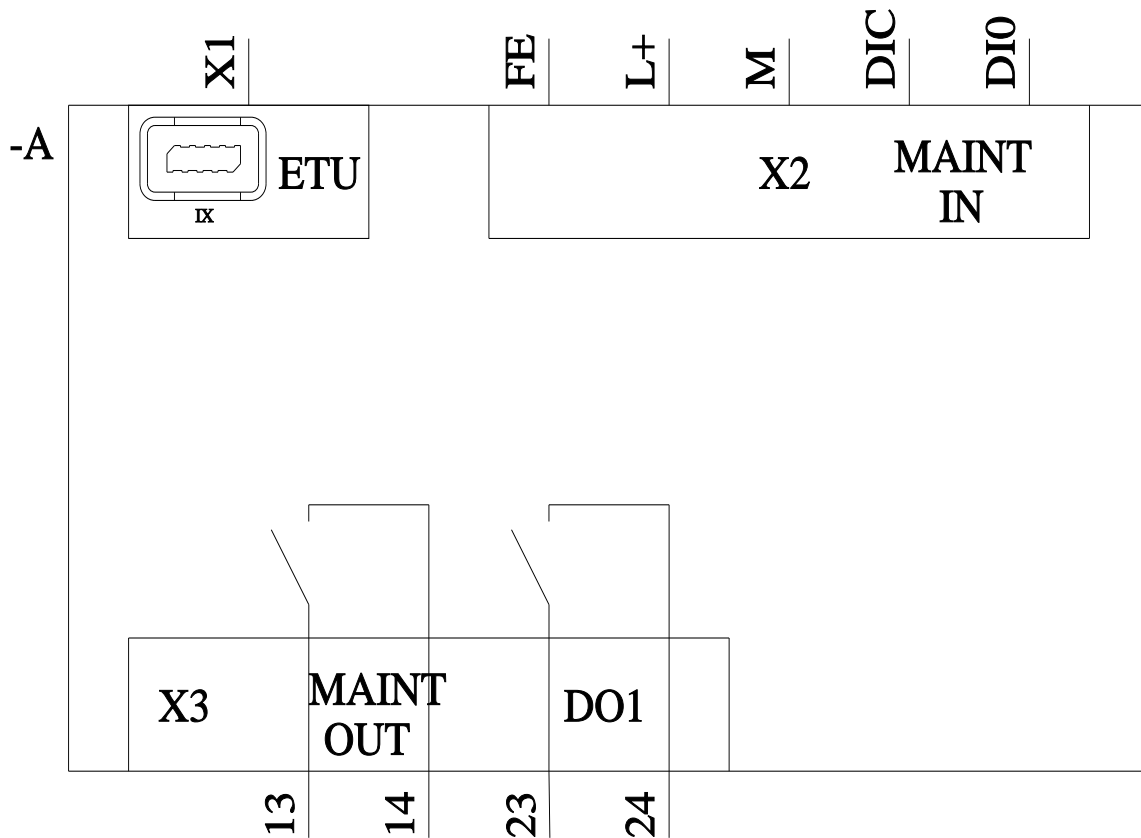 X1
FE
L+
M
DIC
DI0
-A
ETU
IX
X2
MAINT
IN
X3
MAINT
OUT
DO1
13
14
23
24